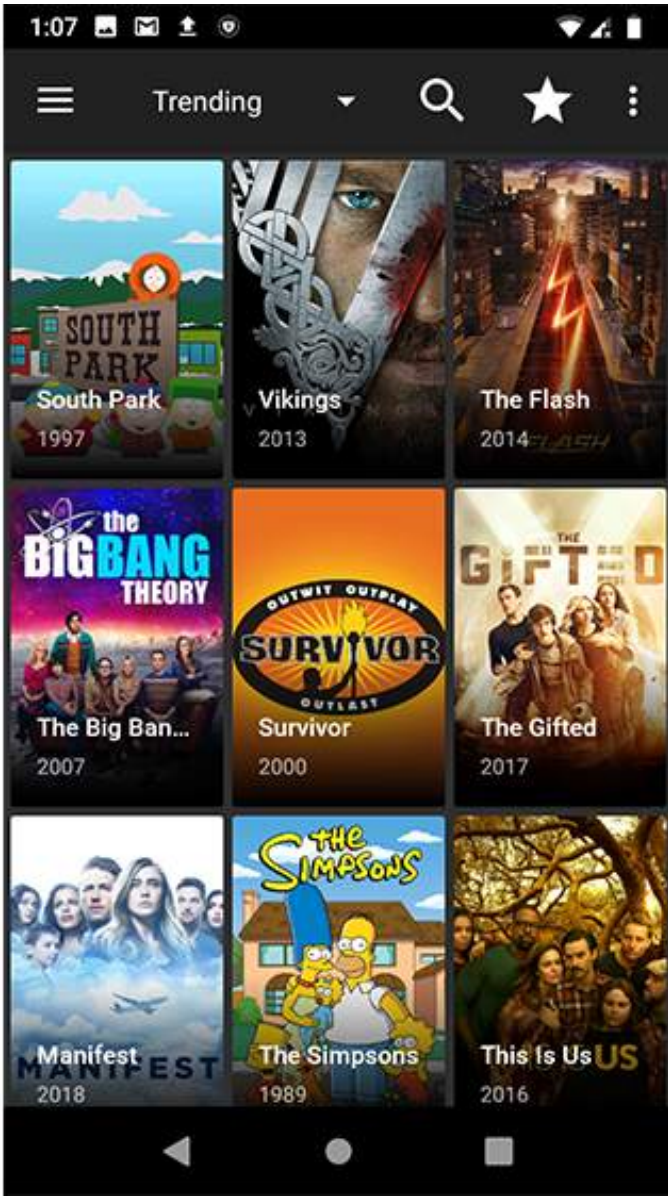 1:07
Trending
SOUTH
PARK
South Park
1997
Vikings
2013
The Flash
2014
FLASH
the
BIGBANG
THEORY
The Big Ban...
2007
OUTWIT OUTPLAY
SURVIVOR
OUTLAST
Survivor
2000
THE
GIFTED
The Gifted
2017
MANIFEST
Manifest
2018
THE
SIMPSONS
The Simpsons
1989
US
This Is Us
2016